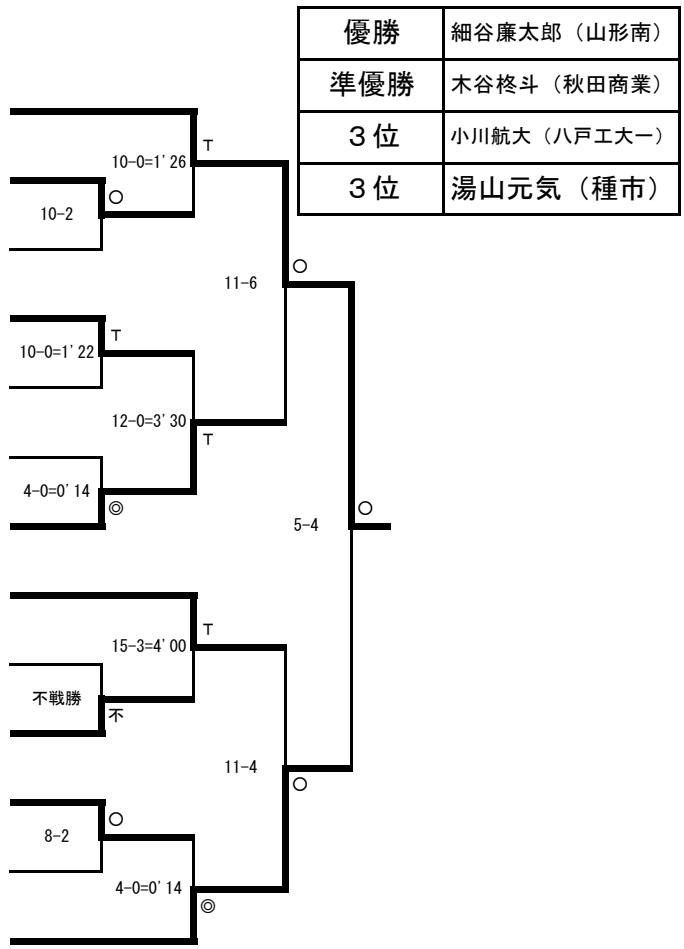 優勝 細谷廉太郎（山形南）
準優勝 木谷柊斗（秋田商業）
３位 小川航大（八戸工大一）
３位 湯山元気（種市）
T
10-0=1'26
○
10-2
○
11-6
T
10-0=1'22
12-0=3'30
T
4-0=0'14
◎
○
5-4
T
15-3=4'00
不戦勝
不
11-4
○
○
8-2
4-0=0'14
◎